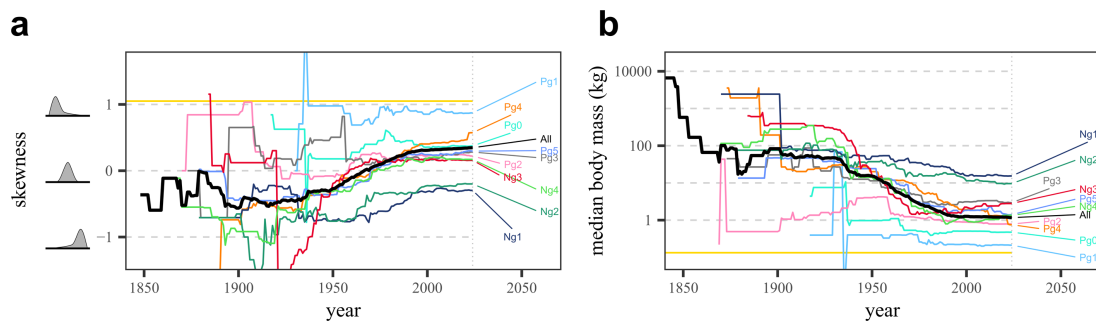 a
skewness
1
0
−1
1850
1900
1950
2000
2050
year
Pg1
Pg4
Pg0
All
Pg5
Pg3
Pg2
Ng3
Ng4
Ng2
Ng1
b
median body mass (kg)
10000
100
1
1850
1900
1950
2000
2050
year
Ng1
Ng2
Pg3
Ng3
Pg5
Ng4
All
Pg2
Pg4
Pg0
Pg1